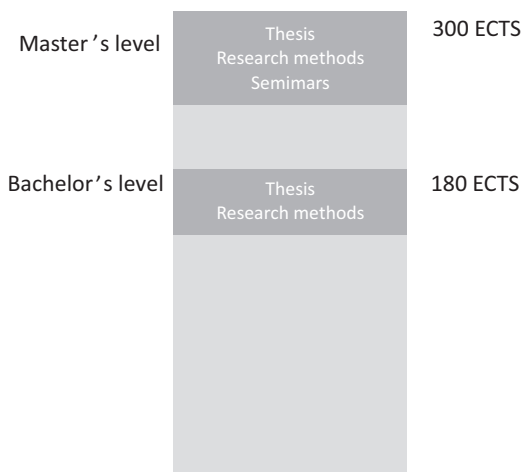 Master’s level
Thesis
Research methods
Semimars
300 ECTS
Bachelor’s level
Thesis
Research methods
180 ECTS